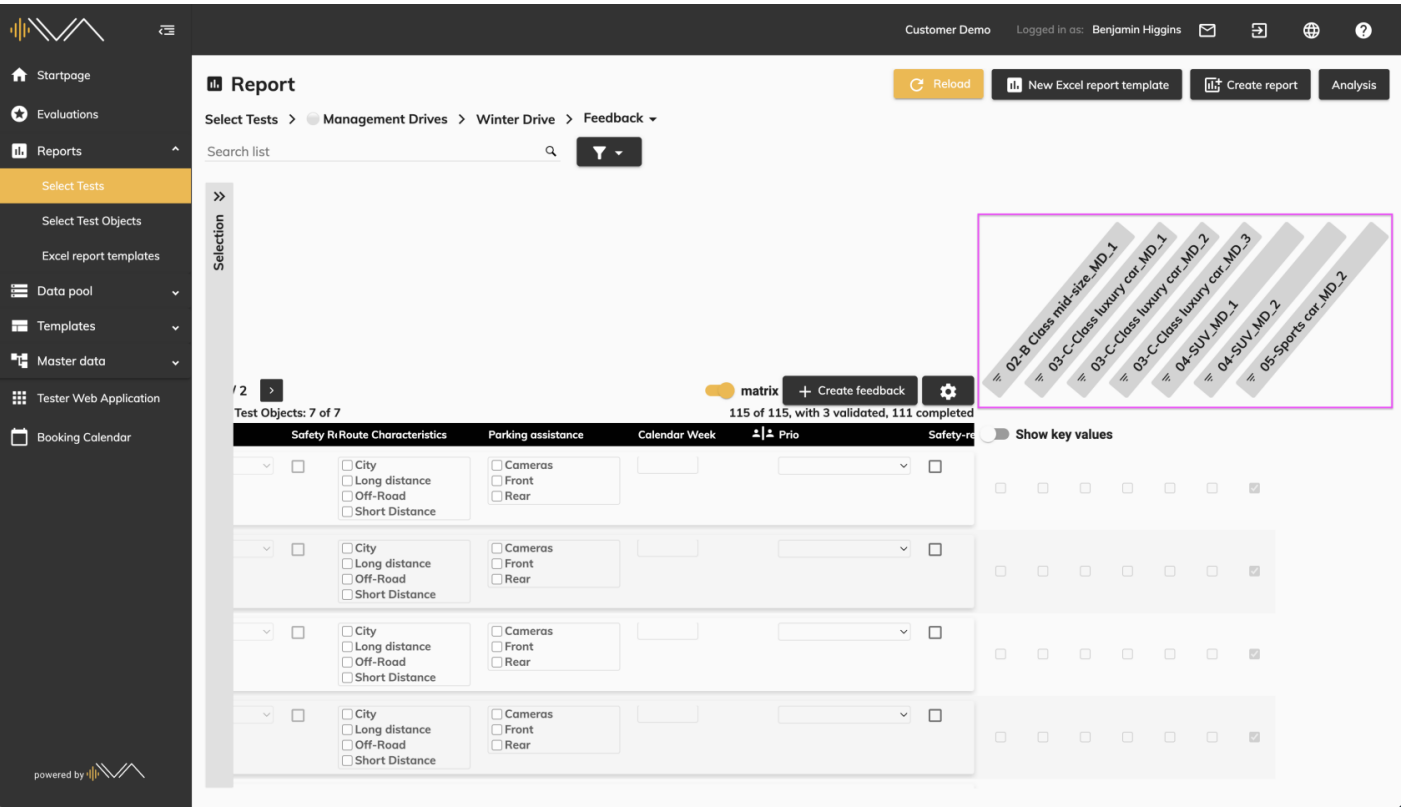 Customer Demo Logged in as: Benjamin Higgins
Startpage
Evaluations
Reports
Select Tests
Select Test Objects
Excel report templates
Data pool
Templates
Master data
Tester Web Application
Booking Calendar
powered by
Report
Reload
New Excel report template
Create report
Analysis
Select Tests > Management Drives > Winter Drive > Feedback
Search list
Selection
02-B Class mid-size_MD_1
03-C-Class luxury car_MD_1
03-C-Class luxury car_MD_2
03-C-Class luxury car_MD_3
04-SUV_MD_1
04-SUV_MD_2
05-Sports car_MD_2
/ 2 >
matrix
+ Create feedback
Test Objects: 7 of 7
115 of 115, with 3 validated, 111 completed
Safety Ri Route Characteristics Parking assistance Calendar Week Prio Safety-re
Show key values
City
Long distance
Off-Road
Short Distance
Cameras
Front
Rear
City
Long distance
Off-Road
Short Distance
Cameras
Front
Rear
City
Long distance
Off-Road
Short Distance
Cameras
Front
Rear
City
Long distance
Off-Road
Short Distance
Cameras
Front
Rear